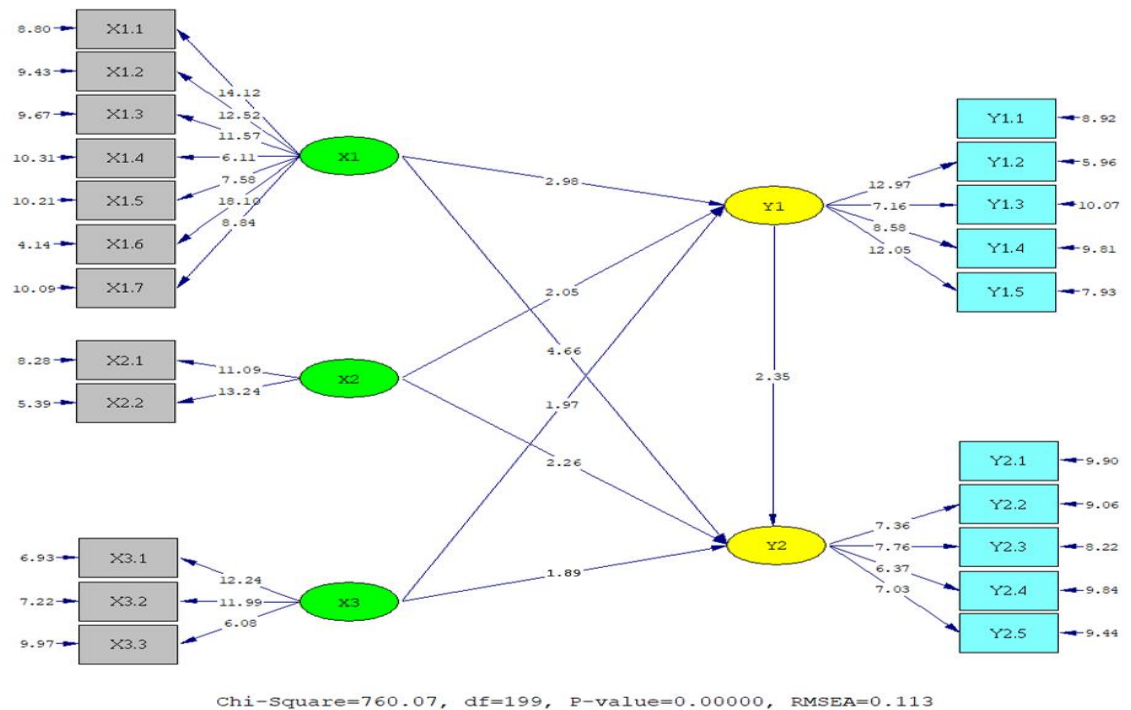 8.80 X1.1
9.43 X1.2
9.67 X1.3
10.31 X1.4
10.21 X1.5
4.14 X1.6
10.09 X1.7
14.12
12.52
11.57
6.11
7.58
18.10
8.84
X1
8.28 X2.1
5.39 X2.2
11.09
13.24
X2
6.93 X3.1
7.22 X3.2
9.97 X3.3
12.24
11.99
6.08
X3
2.98
2.05
4.66
1.97
2.26
1.89
2.35
Y1
12.97
7.16
8.58
12.05
Y1.1 8.92
Y1.2 5.96
Y1.3 10.07
Y1.4 9.81
Y1.5 7.93
Y2
7.36
7.76
6.37
7.03
Y2.1 9.90
Y2.2 9.06
Y2.3 8.22
Y2.4 9.84
Y2.5 9.44
Chi-Square=760.07, df=199, P-value=0.00000, RMSEA=0.113